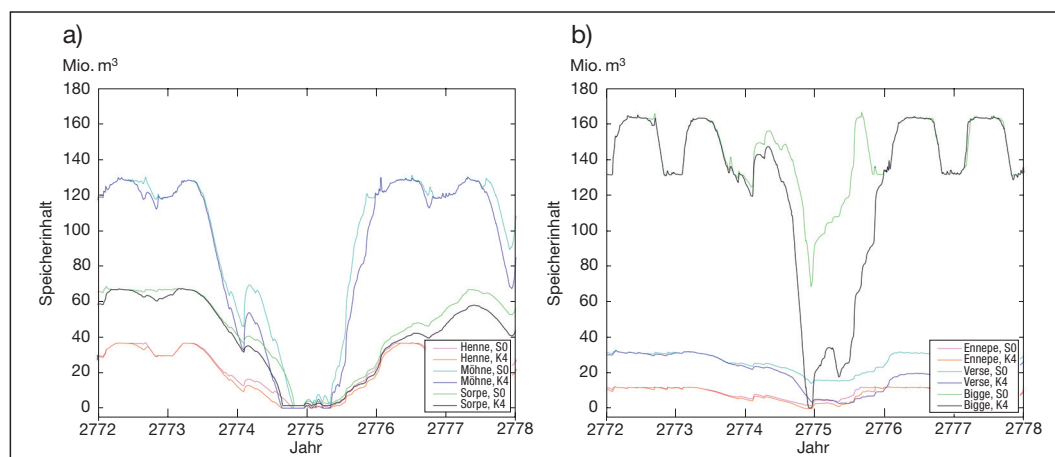 a)
Mio. m³
Speicherinhalt
180
160
140
120
100
80
60
40
20
0
2772 2773 2774 2775 2776 2777 2778
Jahr
Henne, S0
Henne, K4
Möhne, S0
Möhne, K4
Sorpe, S0
Sorpe, K4
b)
Mio. m³
Speicherinhalt
180
160
140
120
100
80
60
40
20
0
2772 2773 2774 2775 2776 2777 2778
Jahr
Ennepe, S0
Ennepe, K4
Verse, S0
Verse, K4
Bigge, S0
Bigge, K4